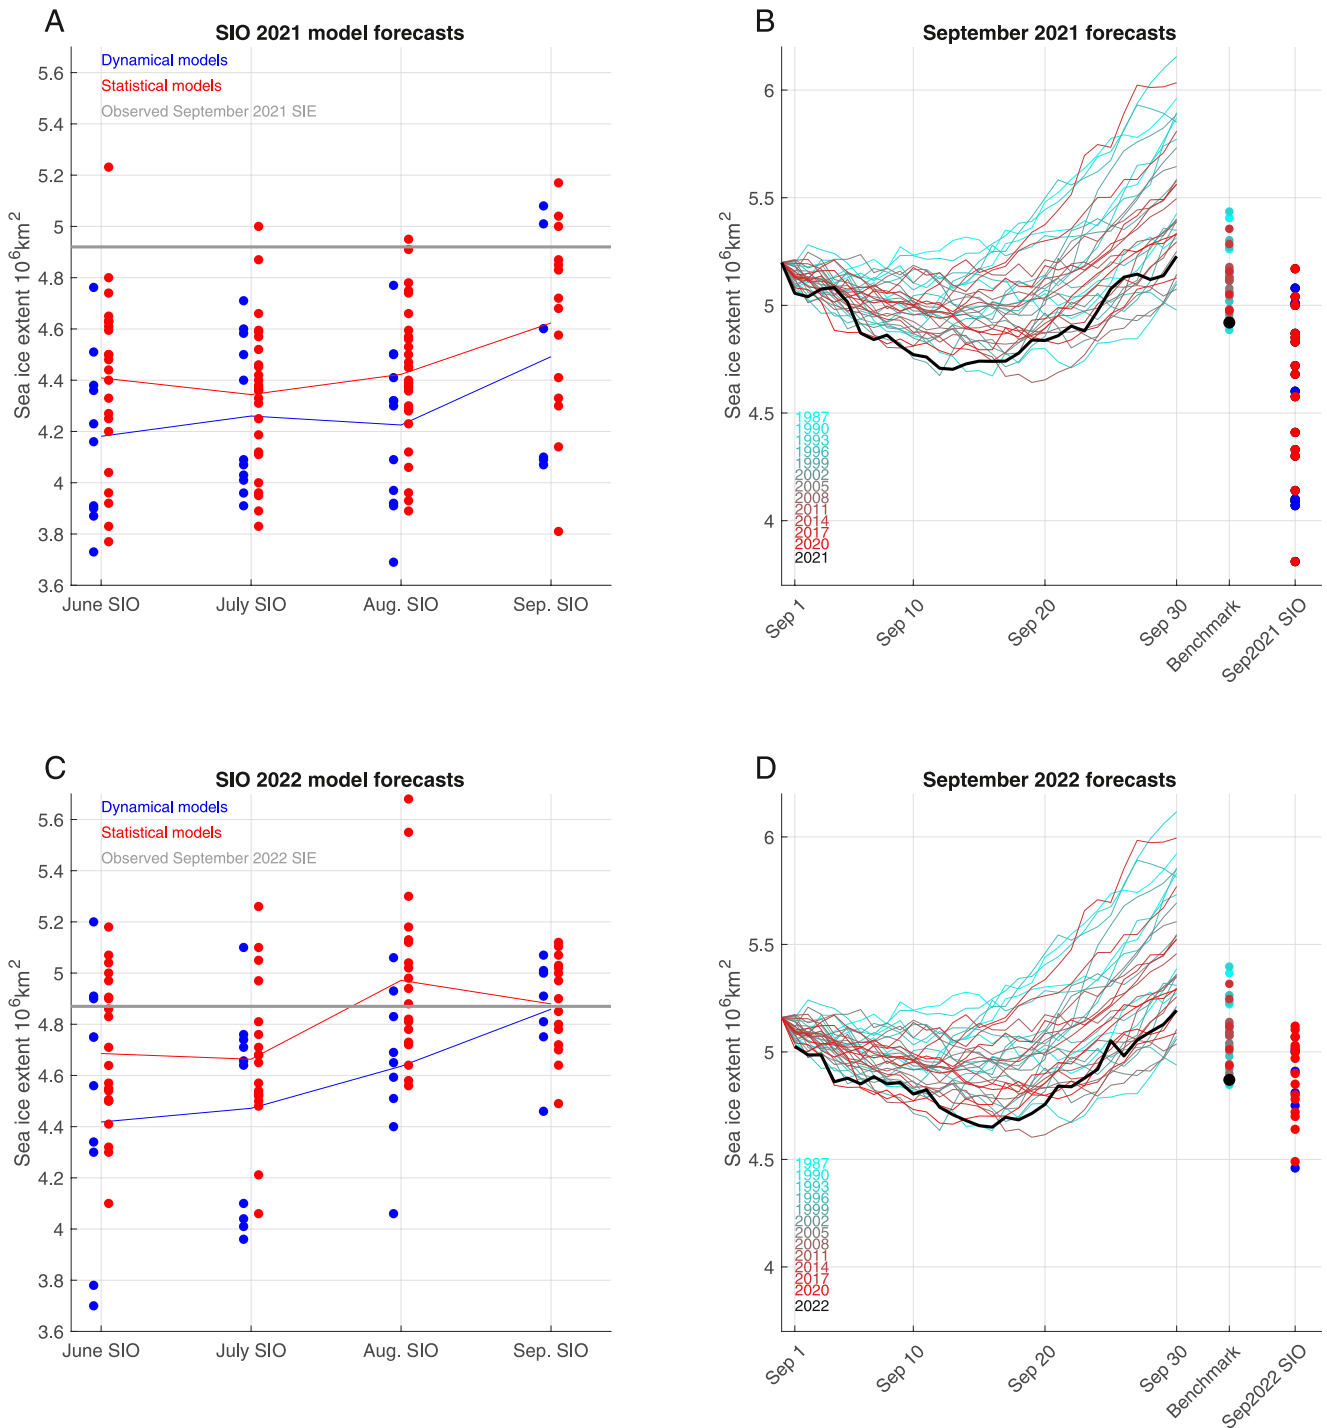 A
SIO 2021 model forecasts
Dynamical models
Statistical models
Observed September 2021 SIE
Sea ice extent 10⁶km²
5.6
5.4
5.2
5
4.8
4.6
4.4
4.2
4
3.8
3.6
June SIO
July SIO
Aug. SIO
Sep. SIO
B
September 2021 forecasts
Sea ice extent 10⁶km²
6
5.5
5
4.5
4
1987
1990
1993
1996
1999
2002
2005
2008
2011
2014
2017
2020
2021
Sep 1
Sep 10
Sep 20
Sep 30
Benchmark
Sep2021 SIO
C
SIO 2022 model forecasts
Dynamical models
Statistical models
Observed September 2022 SIE
Sea ice extent 10⁶km²
5.6
5.4
5.2
5
4.8
4.6
4.4
4.2
4
3.8
3.6
June SIO
July SIO
Aug. SIO
Sep. SIO
D
September 2022 forecasts
Sea ice extent 10⁶km²
6
5.5
5
4.5
4
1987
1990
1993
1996
1999
2002
2005
2008
2011
2014
2017
2020
2022
Sep 1
Sep 10
Sep 20
Sep 30
Benchmark
Sep2022 SIO